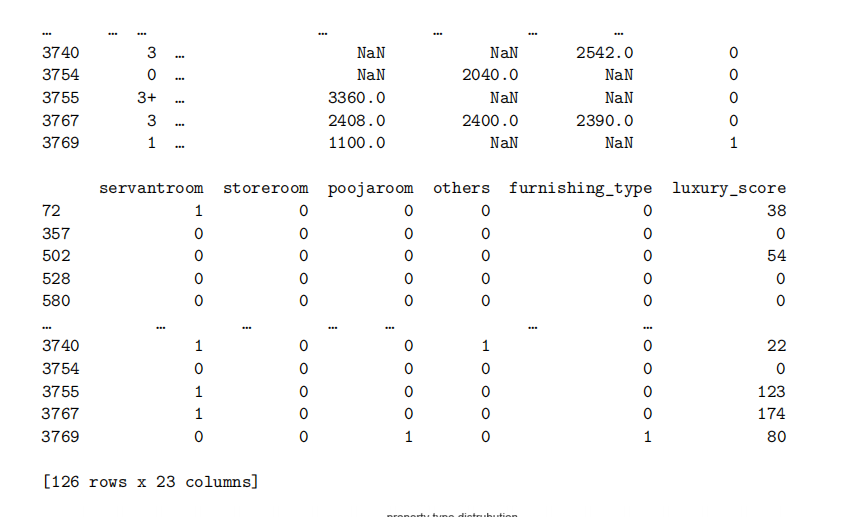 … … … … … … …
3740 3 … NaN NaN 2542.0 0
3754 0 … NaN 2040.0 NaN 0
3755 3+ … 3360.0 NaN NaN 0
3767 3 … 2408.0 2400.0 2390.0 0
3769 1 … 1100.0 NaN NaN 1
servantroom storeroom poojaroom others furnishing_type luxury_score
72 1 0 0 0 0 38
357 0 0 0 0 0 0
502 0 0 0 0 0 54
528 0 0 0 0 0 0
580 0 0 0 0 0 0
… … … … … … …
3740 1 0 0 1 0 22
3754 0 0 0 0 0 0
3755 1 0 0 0 0 123
3767 1 0 0 0 0 174
3769 0 0 1 0 1 80
[126 rows x 23 columns]
property type distrubution